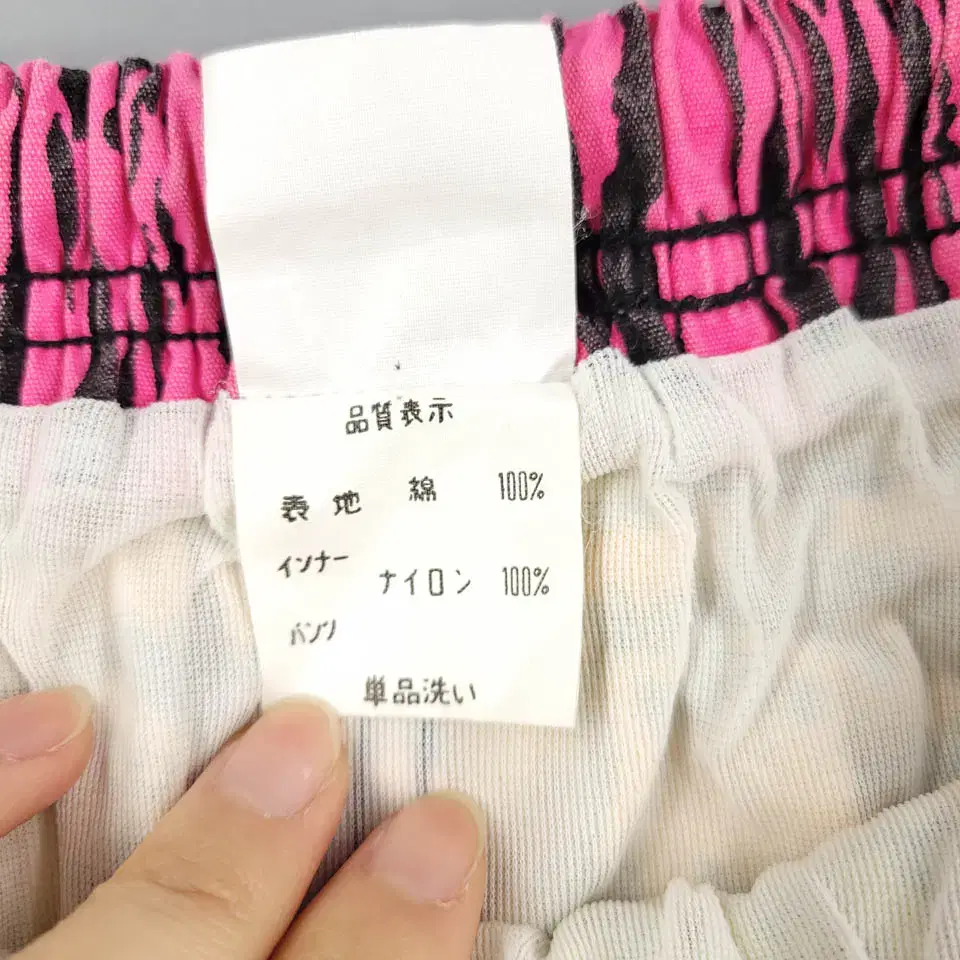 品質表示
表地 綿 100%
インナー ナイロン 100%
パンツ
単品洗い